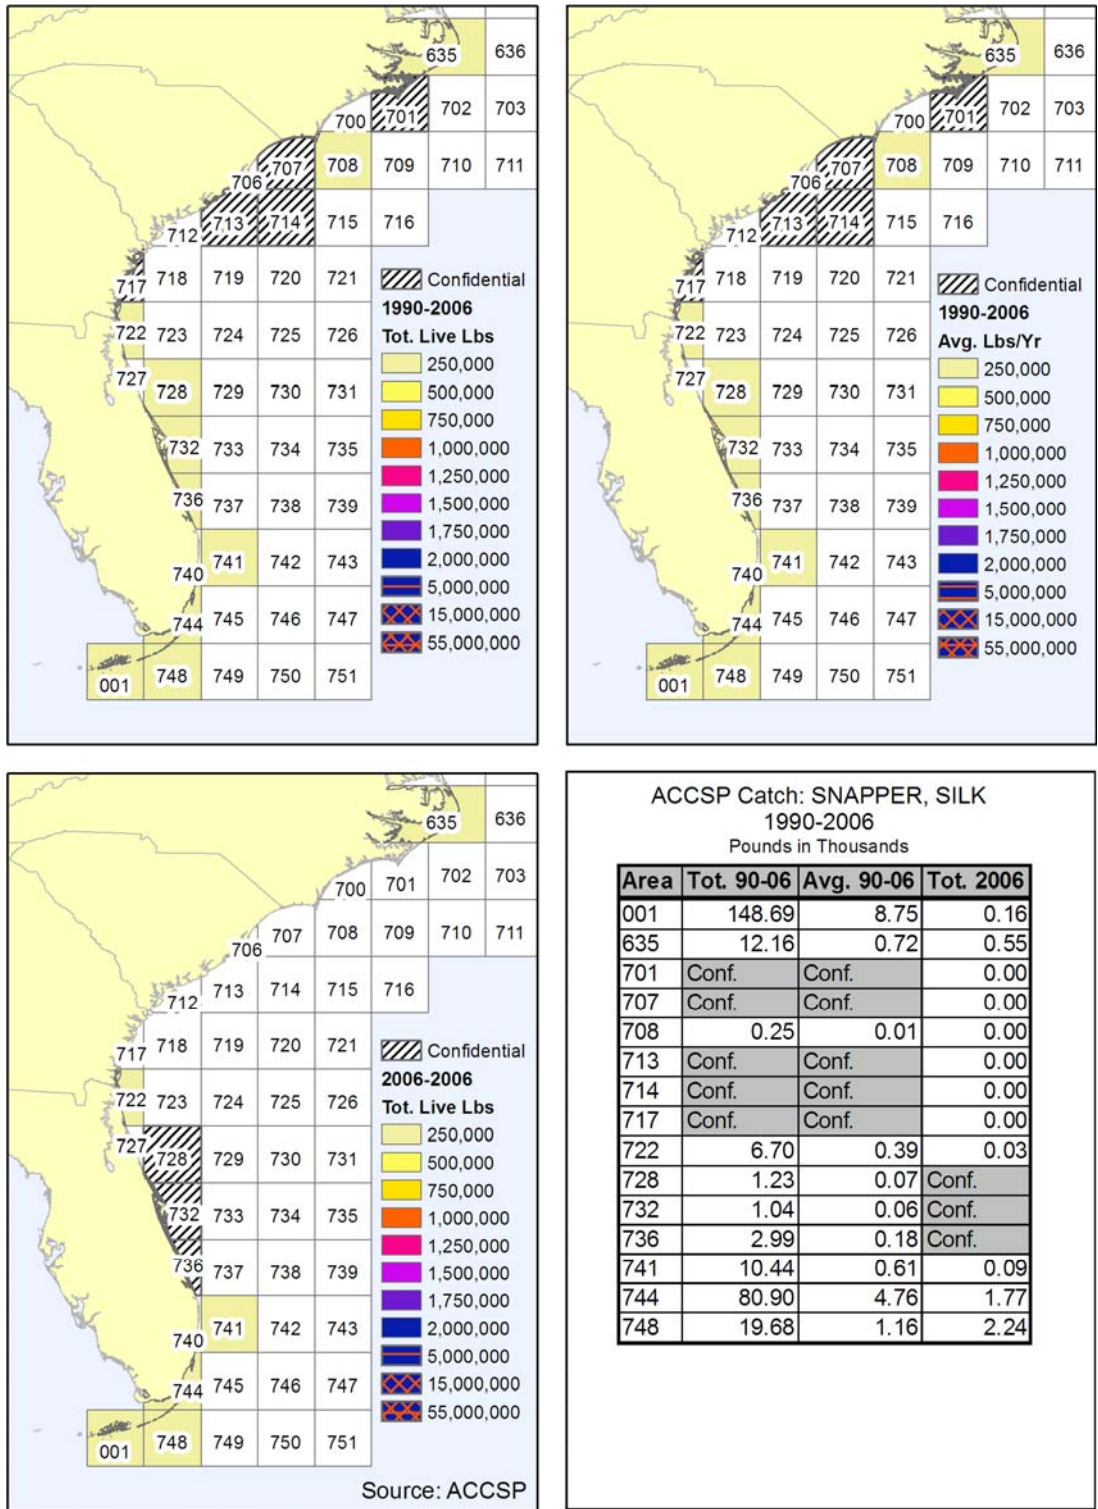 635 636
700 701 702 703
706 707 708 709 710 711
712 713 714 715 716
717 718 719 720 721
722 723 724 725 726
727 728 729 730 731
732 733 734 735
736 737 738 739
740 741 742 743
744 745 746 747
001 748 749 750 751
Confidential
1990-2006
Tot. Live Lbs
250,000
500,000
750,000
1,000,000
1,250,000
1,500,000
1,750,000
2,000,000
5,000,000
15,000,000
55,000,000
635 636
700 701 702 703
706 707 708 709 710 711
712 713 714 715 716
717 718 719 720 721
722 723 724 725 726
727 728 729 730 731
732 733 734 735
736 737 738 739
740 741 742 743
744 745 746 747
001 748 749 750 751
Confidential
1990-2006
Avg. Lbs/Yr
250,000
500,000
750,000
1,000,000
1,250,000
1,500,000
1,750,000
2,000,000
5,000,000
15,000,000
55,000,000
635 636
700 701 702 703
706 707 708 709 710 711
712 713 714 715 716
717 718 719 720 721
722 723 724 725 726
727 728 729 730 731
732 733 734 735
736 737 738 739
740 741 742 743
744 745 746 747
001 748 749 750 751
Confidential
2006-2006
Tot. Live Lbs
250,000
500,000
750,000
1,000,000
1,250,000
1,500,000
1,750,000
2,000,000
5,000,000
15,000,000
55,000,000
Source: ACCSP
ACCSP Catch: SNAPPER, SILK
1990-2006
Pounds in Thousands
Area Tot. 90-06 Avg. 90-06 Tot. 2006
001 148.69 8.75 0.16
635 12.16 0.72 0.55
701 Conf. Conf. 0.00
707 Conf. Conf. 0.00
708 0.25 0.01 0.00
713 Conf. Conf. 0.00
714 Conf. Conf. 0.00
717 Conf. Conf. 0.00
722 6.70 0.39 0.03
728 1.23 0.07 Conf.
732 1.04 0.06 Conf.
736 2.99 0.18 Conf.
741 10.44 0.61 0.09
744 80.90 4.76 1.77
748 19.68 1.16 2.24